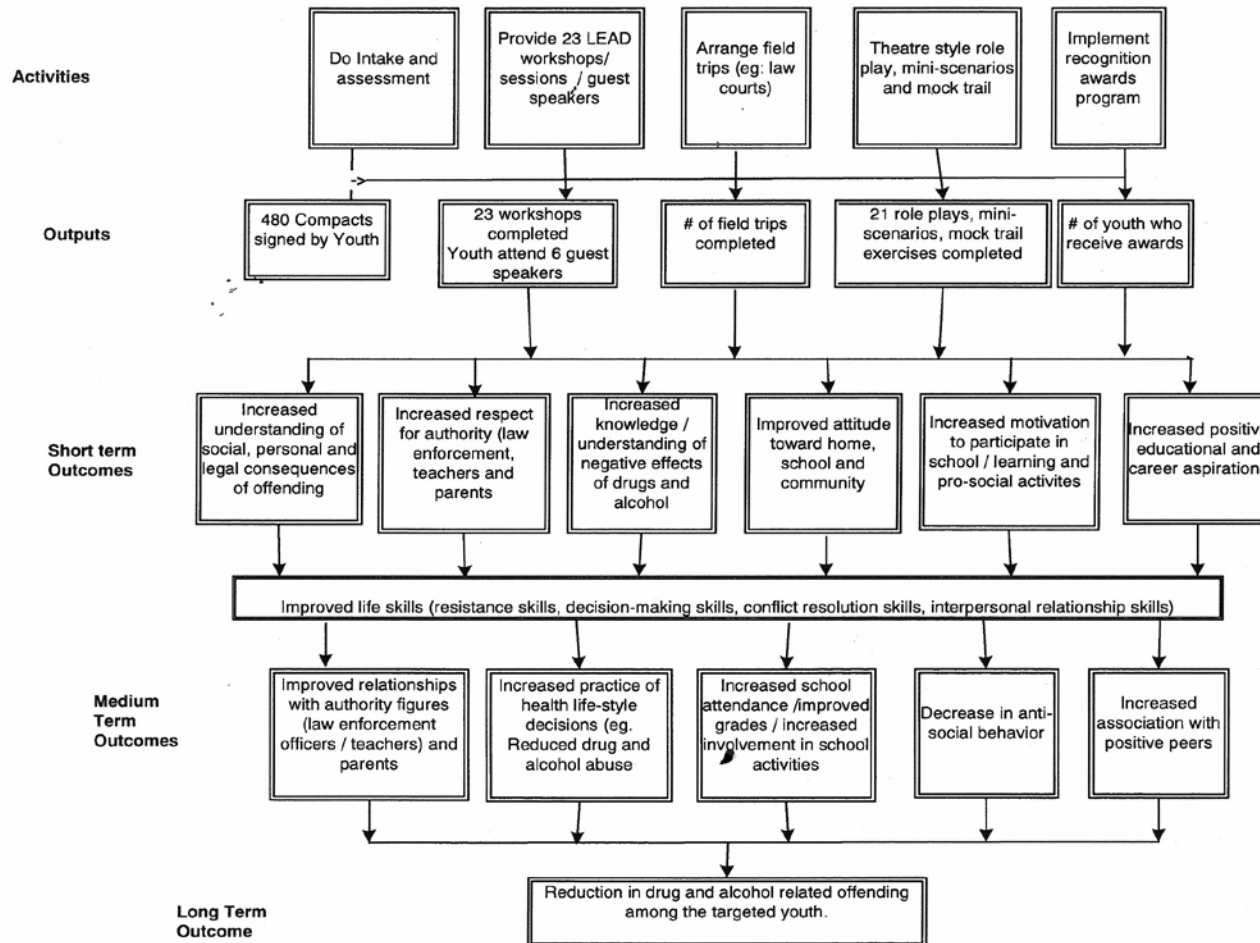 Activities
Do Intake and
assessment
Provide 23 LEAD
workshops/
sessions / guest
speakers
Arrange field
trips (eg: law
courts)
Theatre style role
play, mini-scenarios
and mock trail
Implement
recognition
awards
program
Outputs
480 Compacts
signed by Youth
23 workshops
completed
Youth attend 6 guest
speakers
# of field trips
completed
21 role plays, mini-
scenarios, mock trail
exercises completed
# of youth who
receive awards
Short term
Outcomes
Increased
understanding of
social, personal and
legal consequences
of offending
Increased respect
for authority (law
enforcement,
teachers and
parents
Increased
knowledge /
understanding of
negative effects
of drugs and
alcohol
Improved attitude
toward home,
school and
community
Increased motivation
to participate in
school / learning and
pro-social activites
Increased positiv
educational and
career aspiration
Improved life skills (resistance skills, decision-making skills, conflict resolution skills, interpersonal relationship skills)
Medium
Term
Outcomes
Improved relationships
with authority figures
(law enforcement
officers / teachers) and
parents
Increased practice of
health life-style
decisions (eg.
Reduced drug and
alcohol abuse
Increased school
attendance /improved
grades / increased
involvement in school
activities
Decrease in anti-
social behavior
Increased
association with
positive peers
Long Term
Outcome
Reduction in drug and alcohol related offending
among the targeted youth.